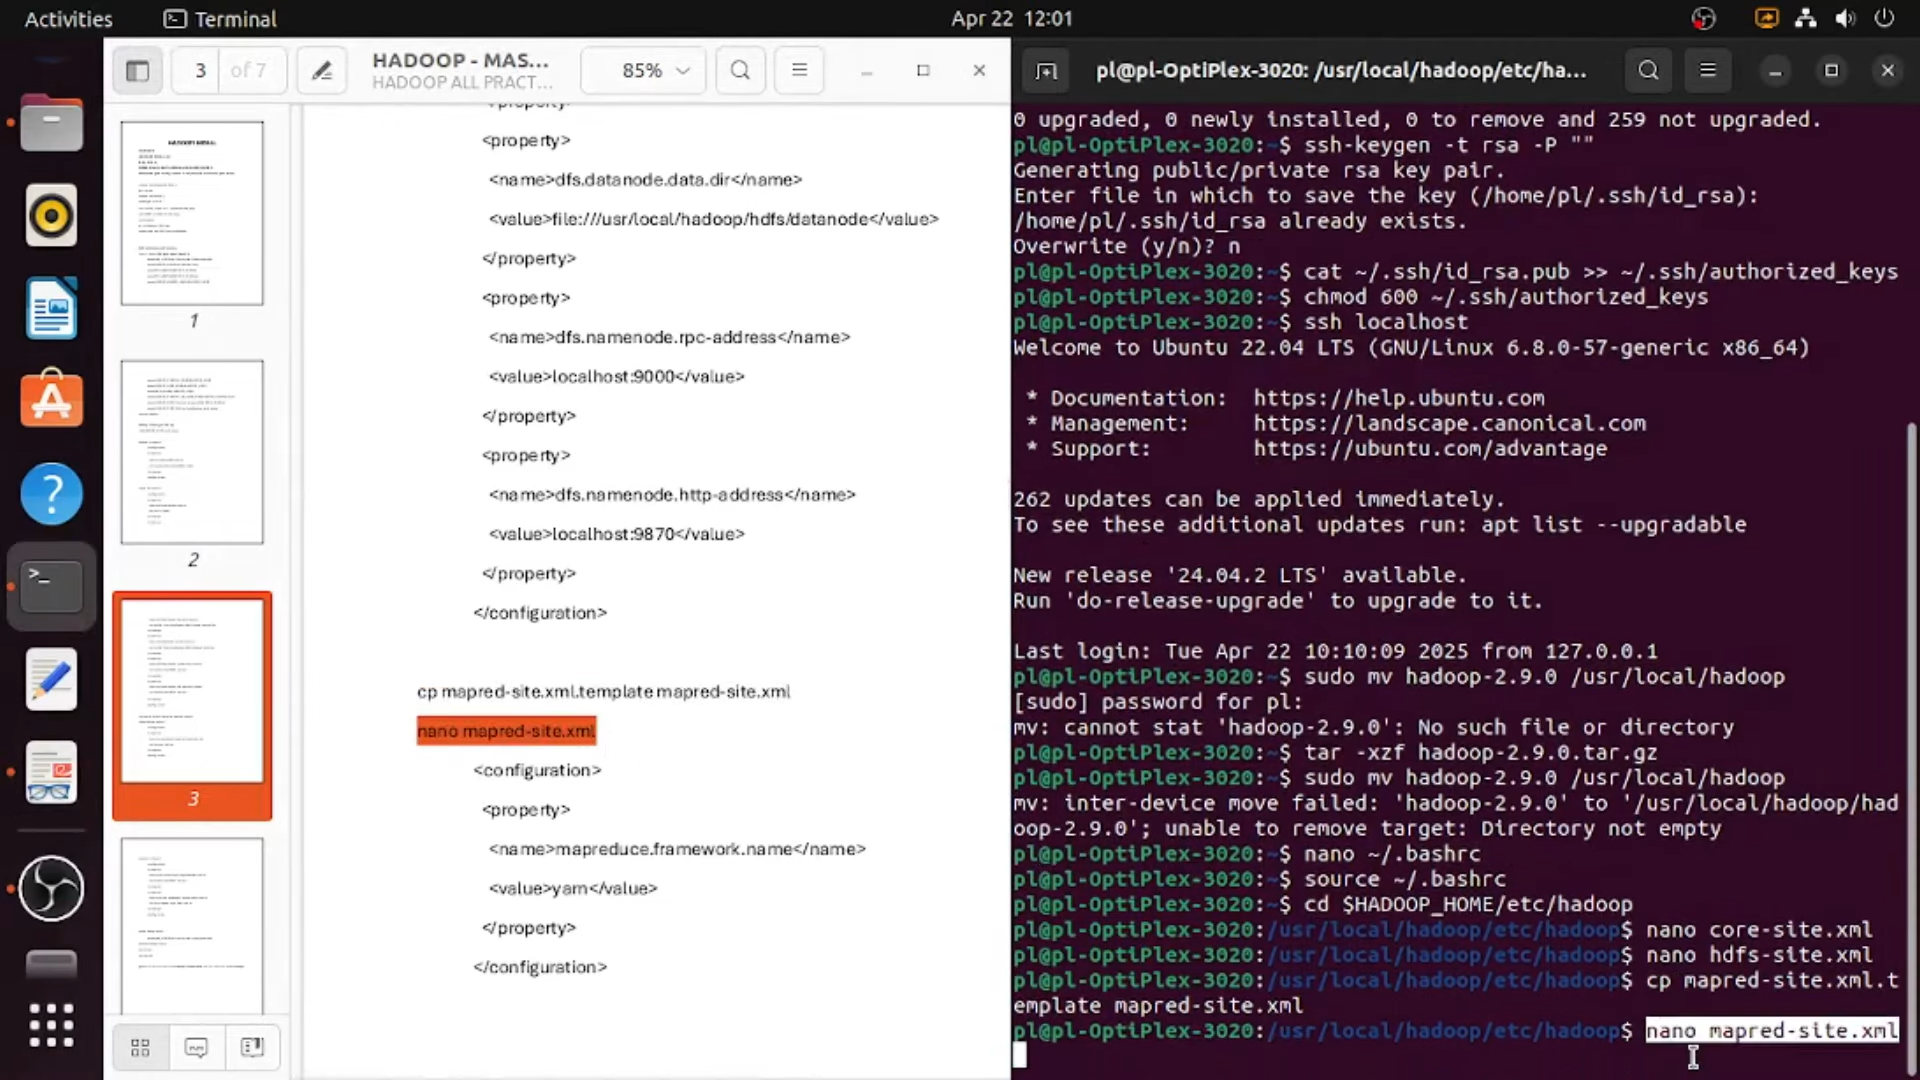 Activities
Terminal
Apr 22 12:01
3 of 7
HADOOP - MAS...
HADOOP ALL PRACT...
85%
1
2
3
<property>
<name>dfs.datanode.data.dir</name>
<value>file:///usr/local/hadoop/hdfs/datanode</value>
</property>
<property>
<name>dfs.namenode.rpc-address</name>
<value>localhost:9000</value>
</property>
<property>
<name>dfs.namenode.http-address</name>
<value>localhost:9870</value>
</property>
</configuration>
cp mapred-site.xml.template mapred-site.xml
nano mapred-site.xml
<configuration>
<property>
<name>mapreduce.framework.name</name>
<value>yarn</value>
</property>
</configuration>
pl@pl-OptiPlex-3020: /usr/local/hadoop/etc/ha...
0 upgraded, 0 newly installed, 0 to remove and 259 not upgraded.
pl@pl-OptiPlex-3020:~$ ssh-keygen -t rsa -P ""
Generating public/private rsa key pair.
Enter file in which to save the key (/home/pl/.ssh/id_rsa):
/home/pl/.ssh/id_rsa already exists.
Overwrite (y/n)? n
pl@pl-OptiPlex-3020:~$ cat ~/.ssh/id_rsa.pub >> ~/.ssh/authorized_keys
pl@pl-OptiPlex-3020:~$ chmod 600 ~/.ssh/authorized_keys
pl@pl-OptiPlex-3020:~$ ssh localhost
Welcome to Ubuntu 22.04 LTS (GNU/Linux 6.8.0-57-generic x86_64)
* Documentation: https://help.ubuntu.com
* Management: https://landscape.canonical.com
* Support: https://ubuntu.com/advantage
262 updates can be applied immediately.
To see these additional updates run: apt list --upgradable
New release '24.04.2 LTS' available.
Run 'do-release-upgrade' to upgrade to it.
Last login: Tue Apr 22 10:10:09 2025 from 127.0.0.1
pl@pl-OptiPlex-3020:~$ sudo mv hadoop-2.9.0 /usr/local/hadoop
[sudo] password for pl:
mv: cannot stat 'hadoop-2.9.0': No such file or directory
pl@pl-OptiPlex-3020:~$ tar -xzf hadoop-2.9.0.tar.gz
pl@pl-OptiPlex-3020:~$ sudo mv hadoop-2.9.0 /usr/local/hadoop
mv: inter-device move failed: 'hadoop-2.9.0' to '/usr/local/hadoop/had
oop-2.9.0'; unable to remove target: Directory not empty
pl@pl-OptiPlex-3020:~$ nano ~/.bashrc
pl@pl-OptiPlex-3020:~$ source ~/.bashrc
pl@pl-OptiPlex-3020:~$ cd $HADOOP_HOME/etc/hadoop
pl@pl-OptiPlex-3020:/usr/local/hadoop/etc/hadoop$ nano core-site.xml
pl@pl-OptiPlex-3020:/usr/local/hadoop/etc/hadoop$ nano hdfs-site.xml
pl@pl-OptiPlex-3020:/usr/local/hadoop/etc/hadoop$ cp mapred-site.xml.t
emplate mapred-site.xml
pl@pl-OptiPlex-3020:/usr/local/hadoop/etc/hadoop$ nano mapred-site.xml